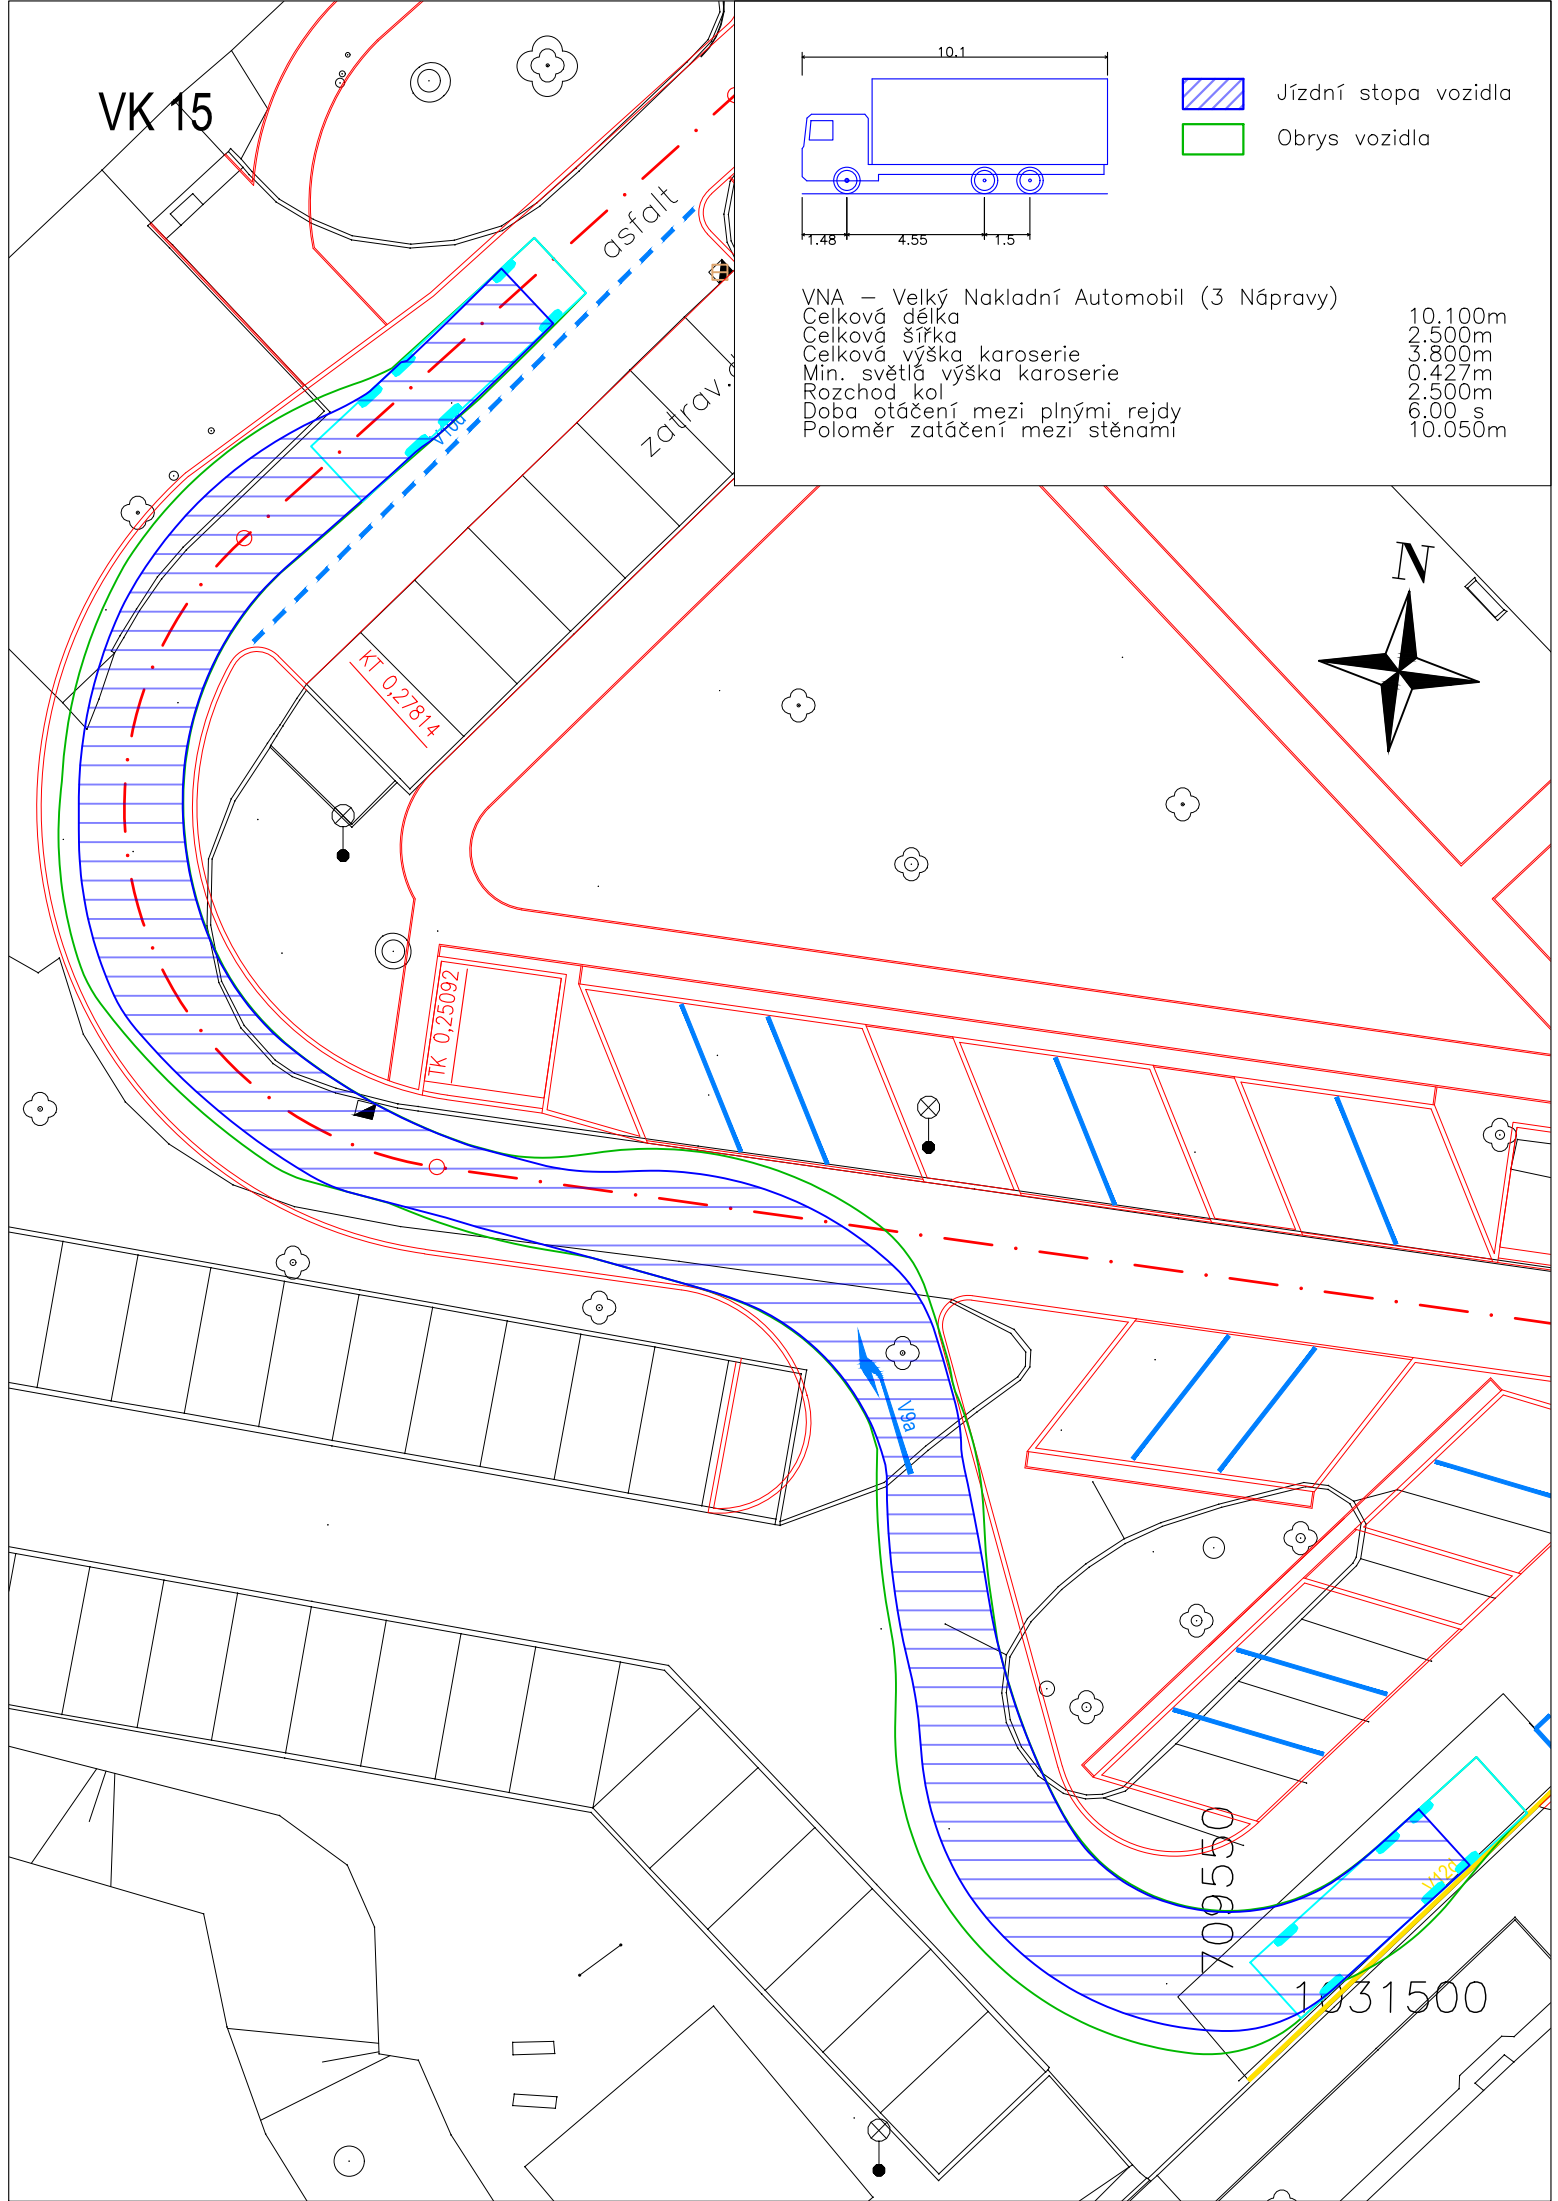 VK 15
10.1
1.48
4.55
1.5
Jízdní stopa vozidla
Obrys vozidla
VNA – Velký Nakladní Automobil (3 Nápravy)
Celková délka 10.100m
Celková šířka 2.500m
Celková výška karoserie 3.800m
Min. světlá výška karoserie 0.427m
Rozchod kol 2.500m
Doba otáčení mezi plnými rejdy 6.00 s
Poloměr zatáčení mezi stěnami 10.050m
asfalt
zatrav.
V10d
N
KT 0,27814
TK 0,25092
V9a
V12d
709550
1031500